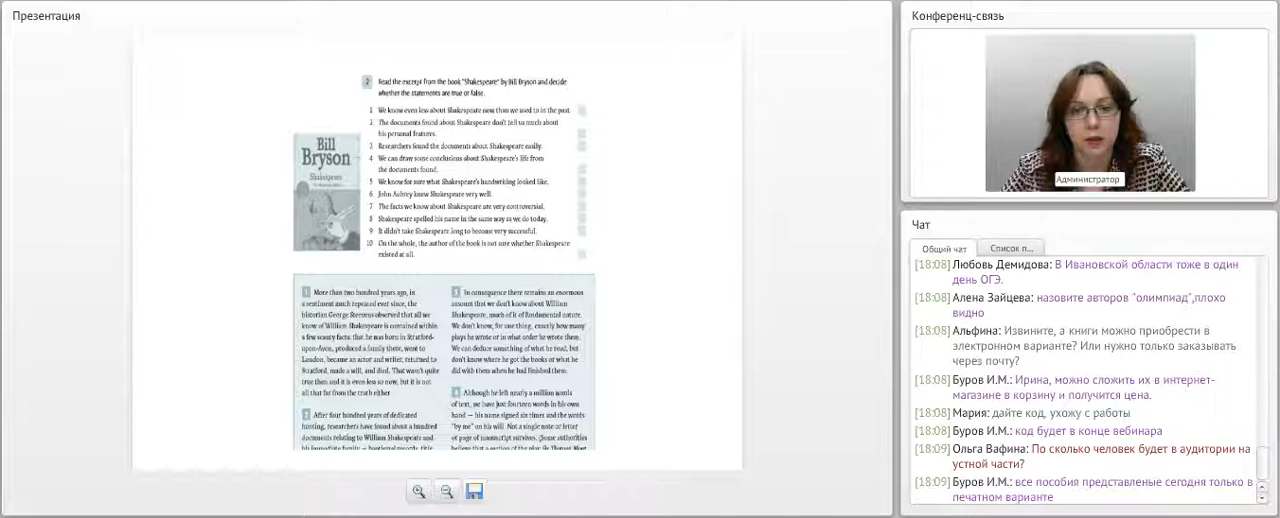 Презентация
2 Read the excerpt from the book "Shakespeare" by Bill Bryson and decide
whether the statements are true or false.
1 We know even less about Shakespeare now than we used to in the past.
2 The documents found about Shakespeare don't tell us much about
his personal features.
3 Researchers found the documents about Shakespeare easily.
4 We can draw some conclusions about Shakespeare's life from
the documents found.
5 We know for sure what Shakespeare's handwriting looked like.
6 John Aubrey knew Shakespeare very well.
7 The facts we know about Shakespeare are very controversial.
8 Shakespeare spelled his name in the same way as we do today.
9 It didn't take Shakespeare long to become very successful.
10 On the whole, the author of the book is not sure whether Shakespeare
existed at all.
Bill
Bryson
Shakespeare
1 More than two hundred years ago, in
a sentiment much repeated ever since, the
historian George Steevens observed that all we
know of William Shakespeare is contained within
a few scanty facts: that he was born in Stratford-
upon-Avon, produced a family there, went to
London, became an actor and writer, returned to
Stratford, made a will, and died. That wasn't quite
true then and it is even less so now, but it is not
all that far from the truth either.
2 After four hundred years of dedicated
hunting, researchers have found about a hundred
documents relating to William Shakespeare and
his immediate family — baptismal records, title
3 In consequence there remains an enormous
amount that we don't know about William
Shakespeare, much of it of fundamental nature.
We don't know, for one thing, exactly how many
plays he wrote or in what order he wrote them.
We can deduce something of what he read, but
don't know where he got the books or what he
did with them when he had finished them.
4 Although he left nearly a million words
of text, we have just fourteen words in his own
hand — his name signed six times and the words
"by me" on his will. Not a single note or letter
or page of manuscript survives. (Some authorities
believe that a section of the play Sir Thomas More
Конференц-связь
Администратор
Чат
Общий чат
Список п...
[18:08] Любовь Демидова: В Ивановской области тоже в один
день ОГЭ.
[18:08] Алена Зайцева: назовите авторов "олимпиад",плохо
видно
[18:08] Альфина: Извините, а книги можно приобрести в
электронном варианте? Или нужно только заказывать
через почту?
[18:08] Буров И.М.: Ирина, можно сложить их в интернет-
магазине в корзину и получится цена.
[18:08] Мария: дайте код, ухожу с работы
[18:08] Буров И.М.: код будет в конце вебинара
[18:09] Ольга Вафина: По сколько человек будет в аудитории на
устной части?
[18:09] Буров И.М.: все пособия представленые сегодня только в
печатном варианте